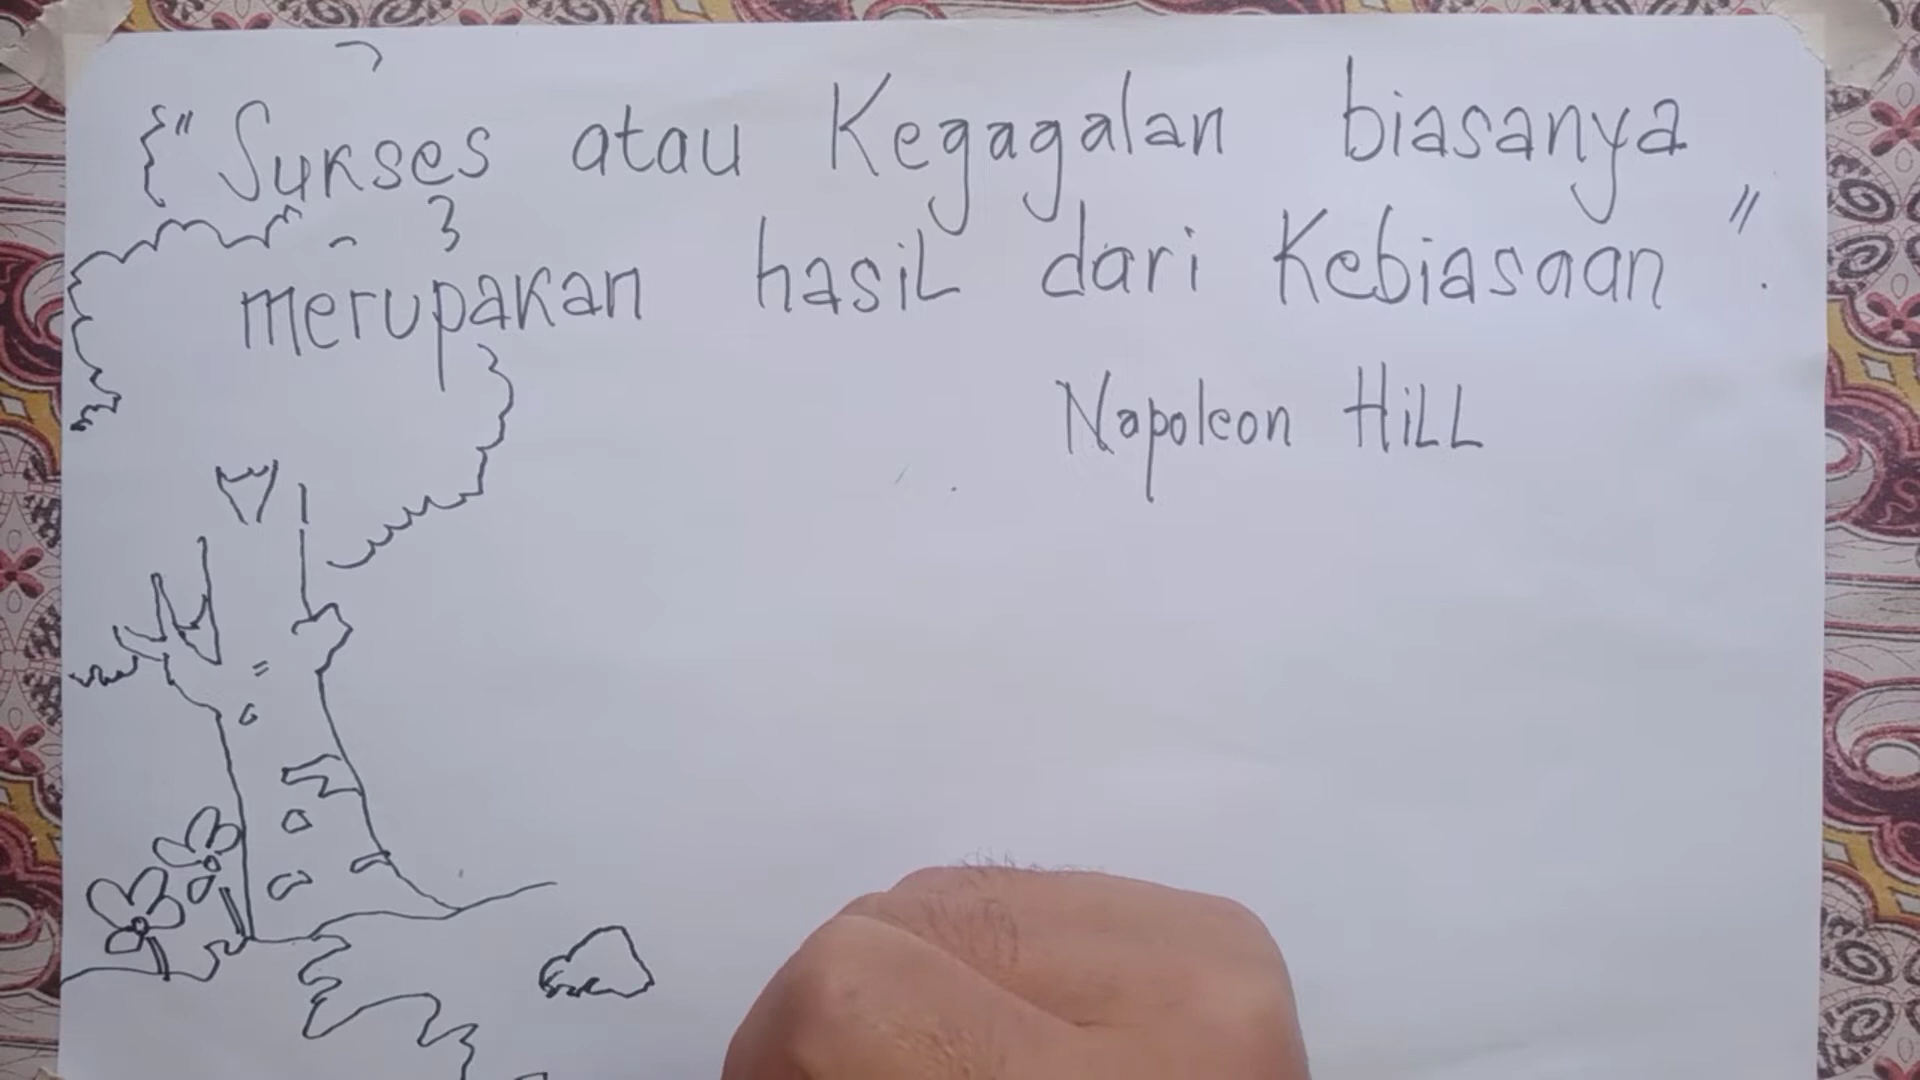 "Sukses atau Kegagalan biasanya
merupakan hasil dari Kebiasaan".
Napoleon Hill